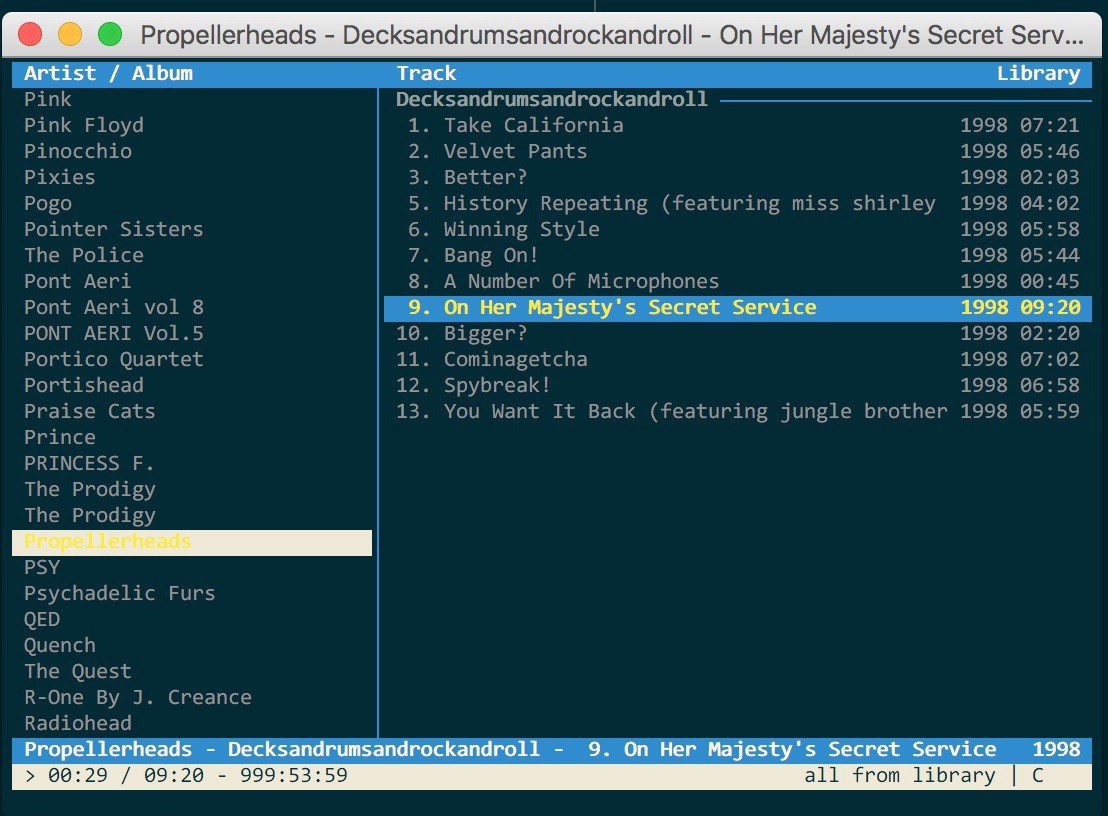 Propellerheads - Decksandrumsandrockandroll - On Her Majesty's Secret Serv...
Artist / Album
Pink
Pink Floyd
Pinocchio
Pixies
Pogo
Pointer Sisters
The Police
Pont Aeri
Pont Aeri vol 8
PONT AERI Vol.5
Portico Quartet
Portishead
Praise Cats
Prince
PRINCESS F.
The Prodigy
The Prodigy
Propellerheads
PSY
Psychadelic Furs
QED
Quench
The Quest
R-One By J. Creance
Radiohead
Track Library
Decksandrumsandrockandroll
1. Take California 1998 07:21
2. Velvet Pants 1998 05:46
3. Better? 1998 02:03
5. History Repeating (featuring miss shirley 1998 04:02
6. Winning Style 1998 05:58
7. Bang On! 1998 05:44
8. A Number Of Microphones 1998 00:45
9. On Her Majesty's Secret Service 1998 09:20
10. Bigger? 1998 02:20
11. Cominagetcha 1998 07:02
12. Spybreak! 1998 06:58
13. You Want It Back (featuring jungle brother 1998 05:59
Propellerheads - Decksandrumsandrockandroll - 9. On Her Majesty's Secret Service 1998
> 00:29 / 09:20 - 999:53:59 all from library | C